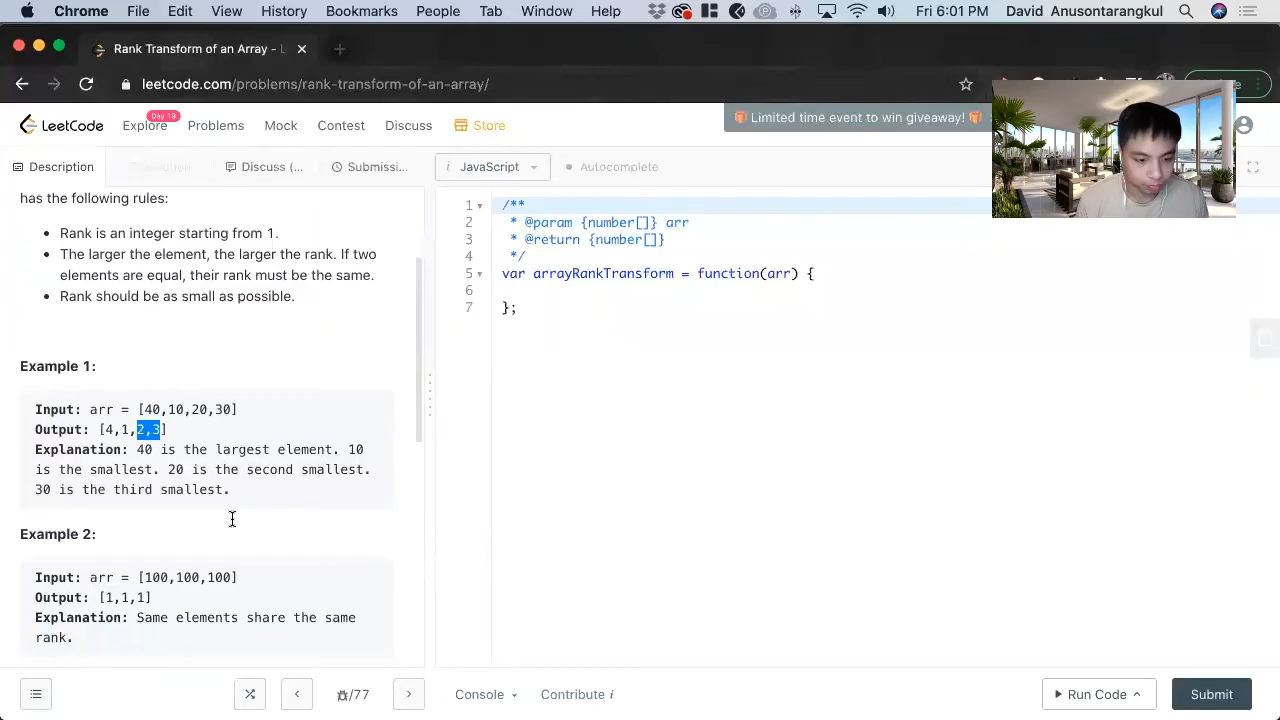 Chrome File Edit View History Bookmarks People Tab Window Help Fri 6:01 PM David Anusontarangkul
Rank Transform of an Array - L
leetcode.com/problems/rank-transform-of-an-array/
LeetCode Explore Day 19 Problems Mock Contest Discuss Store
🎁 Limited time event to win giveaway! 🎁
Description Discuss (... Submissi...
i JavaScript Autocomplete
has the following rules:
• Rank is an integer starting from 1.
• The larger the element, the larger the rank. If two
elements are equal, their rank must be the same.
• Rank should be as small as possible.
Example 1:
Input: arr = [40,10,20,30]
Output: [4,1,2,3]
Explanation: 40 is the largest element. 10
is the smallest. 20 is the second smallest.
30 is the third smallest.
Example 2:
Input: arr = [100,100,100]
Output: [1,1,1]
Explanation: Same elements share the same
rank.
1 /**
2 * @param {number[]} arr
3 * @return {number[]}
4 */
5 var arrayRankTransform = function(arr) {
6
7 };
/77
Console Contribute i
Run Code Submit